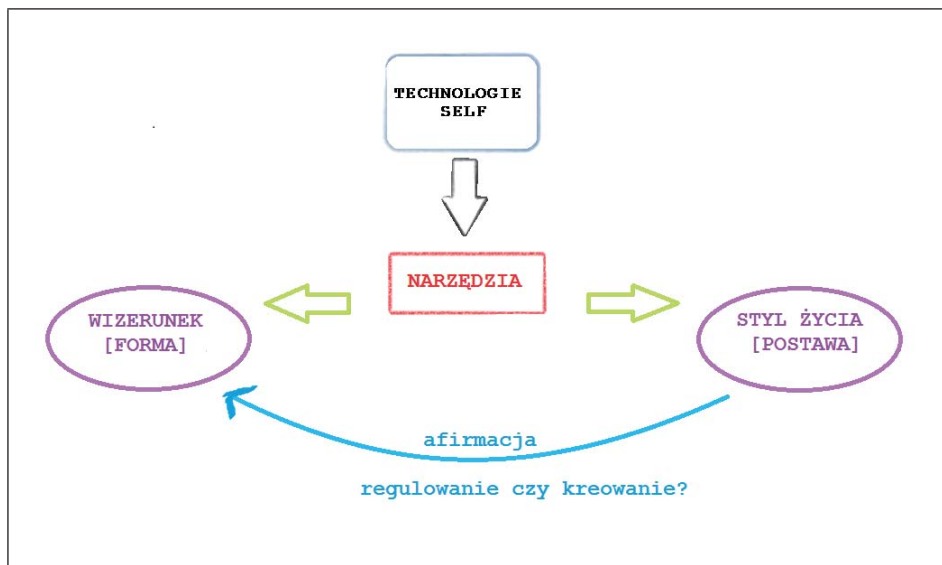 TECHNOLOGIE
SELF
NARZĘDZIA
WIZERUNEK
[FORMA]
STYL ŻYCIA
[POSTAWA]
afirmacja
regulowanie czy kreowanie?